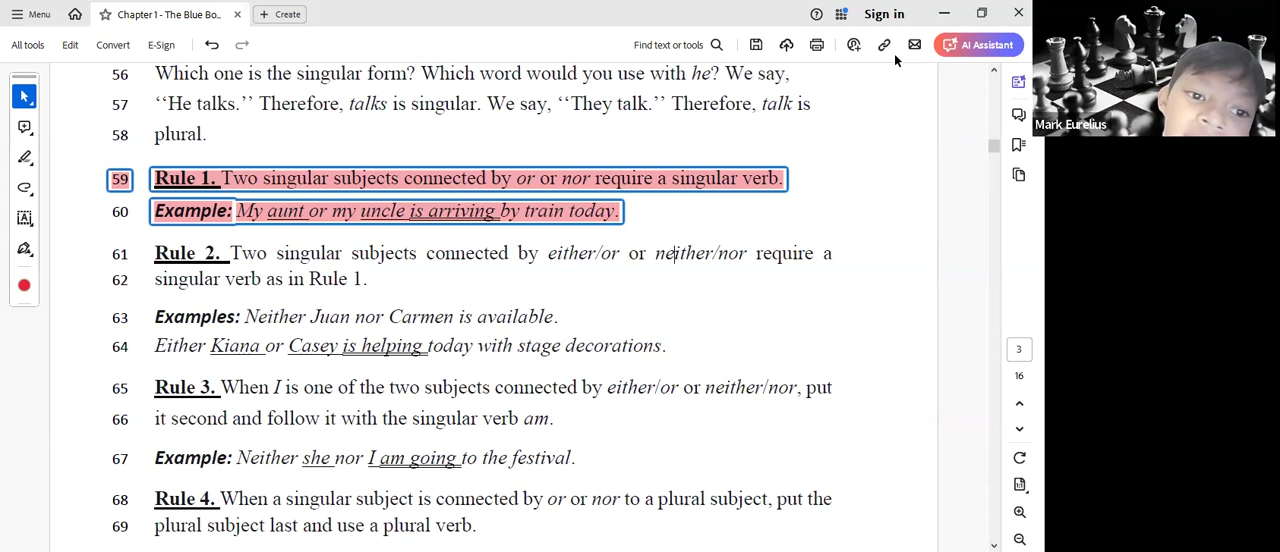 Menu
Chapter 1 - The Blue Bo...
Create
Sign in
All tools
Edit
Convert
E-Sign
Find text or tools
AI Assistant
56 Which one is the singular form? Which word would you use with he? We say,
57 ‘‘He talks.’’ Therefore, talks is singular. We say, ‘‘They talk.’’ Therefore, talk is
58 plural.
59 Rule 1. Two singular subjects connected by or or nor require a singular verb.
60 Example: My aunt or my uncle is arriving by train today.
61 Rule 2. Two singular subjects connected by either/or or neither/nor require a
62 singular verb as in Rule 1.
63 Examples: Neither Juan nor Carmen is available.
64 Either Kiana or Casey is helping today with stage decorations.
65 Rule 3. When I is one of the two subjects connected by either/or or neither/nor, put
66 it second and follow it with the singular verb am.
67 Example: Neither she nor I am going to the festival.
68 Rule 4. When a singular subject is connected by or or nor to a plural subject, put the
69 plural subject last and use a plural verb.
3
16
Mark Eurelius